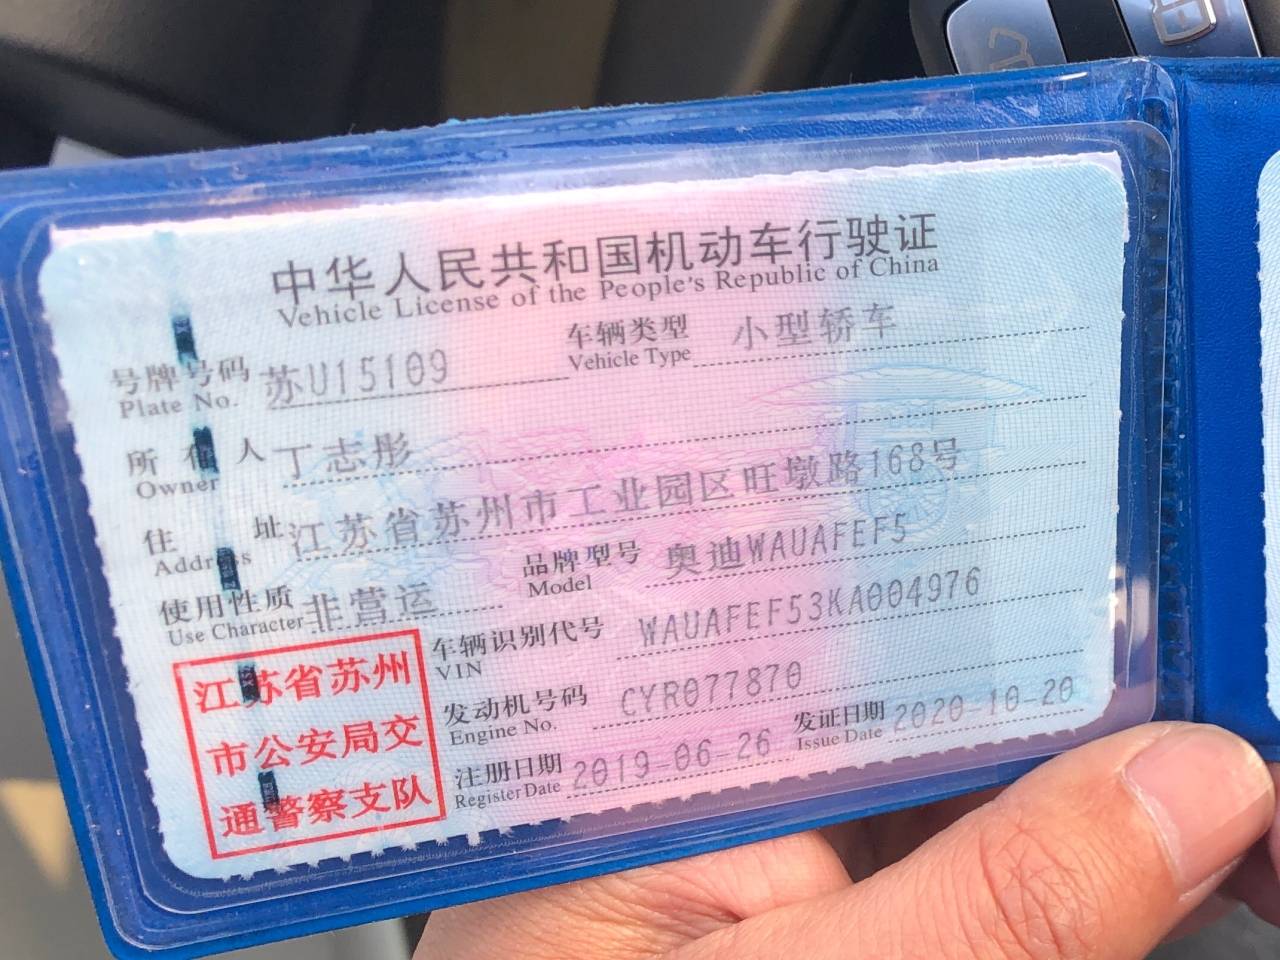 中华人民共和国机动车行驶证
Vehicle License of the People's Republic of China
号牌号码 苏U15109 车辆类型 小型轿车
Plate No. Vehicle Type
所有人 丁志彤
Owner
住址 江苏省苏州市工业园区旺墩路168号
Address
使用性质 非营运 品牌型号 奥迪WAUAFEF5
Use Character Model
车辆识别代号 WAUAFEF53KA004976
VIN
发动机号码 CYR077870
Engine No.
注册日期 2019-06-26 发证日期 2020-10-20
Register Date Issue Date
江苏省苏州
市公安局交
通警察支队